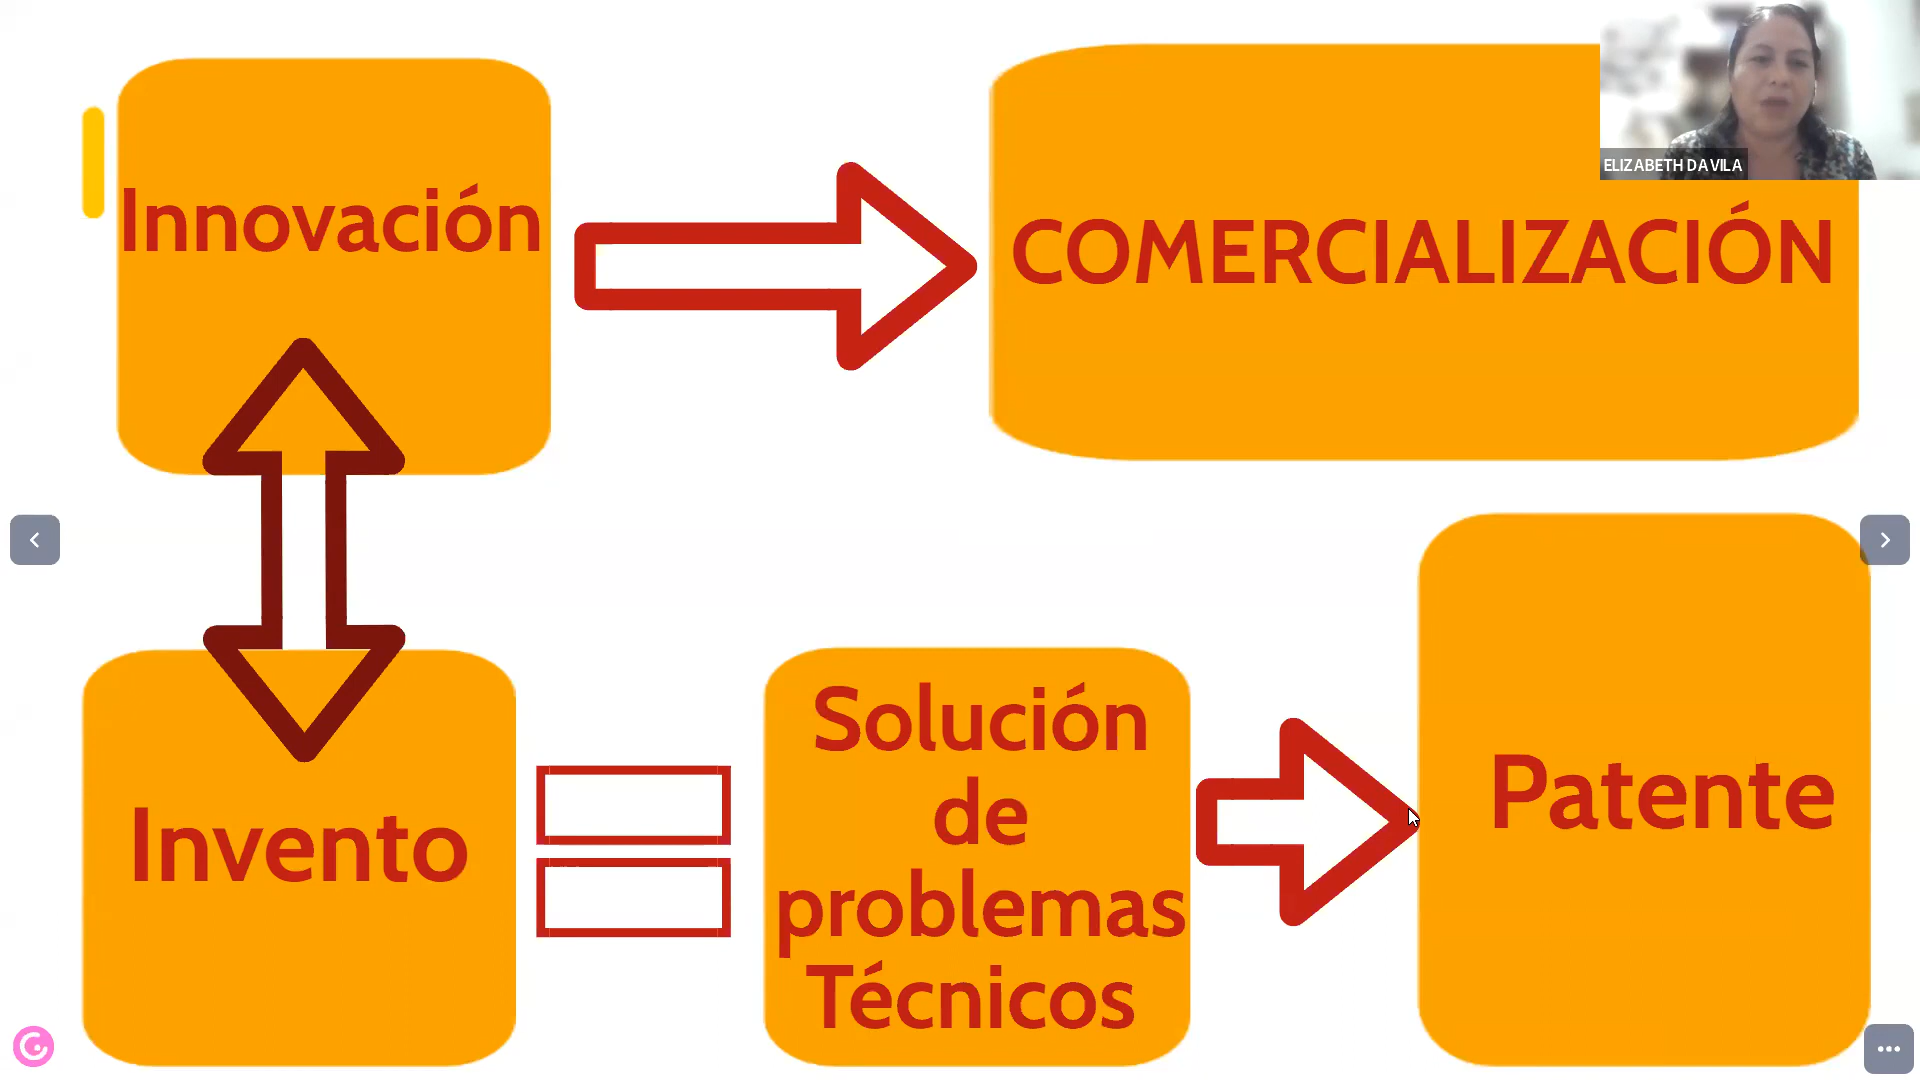 Innovación
COMERCIALIZACIÓN
ELIZABETH DAVILA
Invento
Solución
de
problemas
Técnicos
Patente